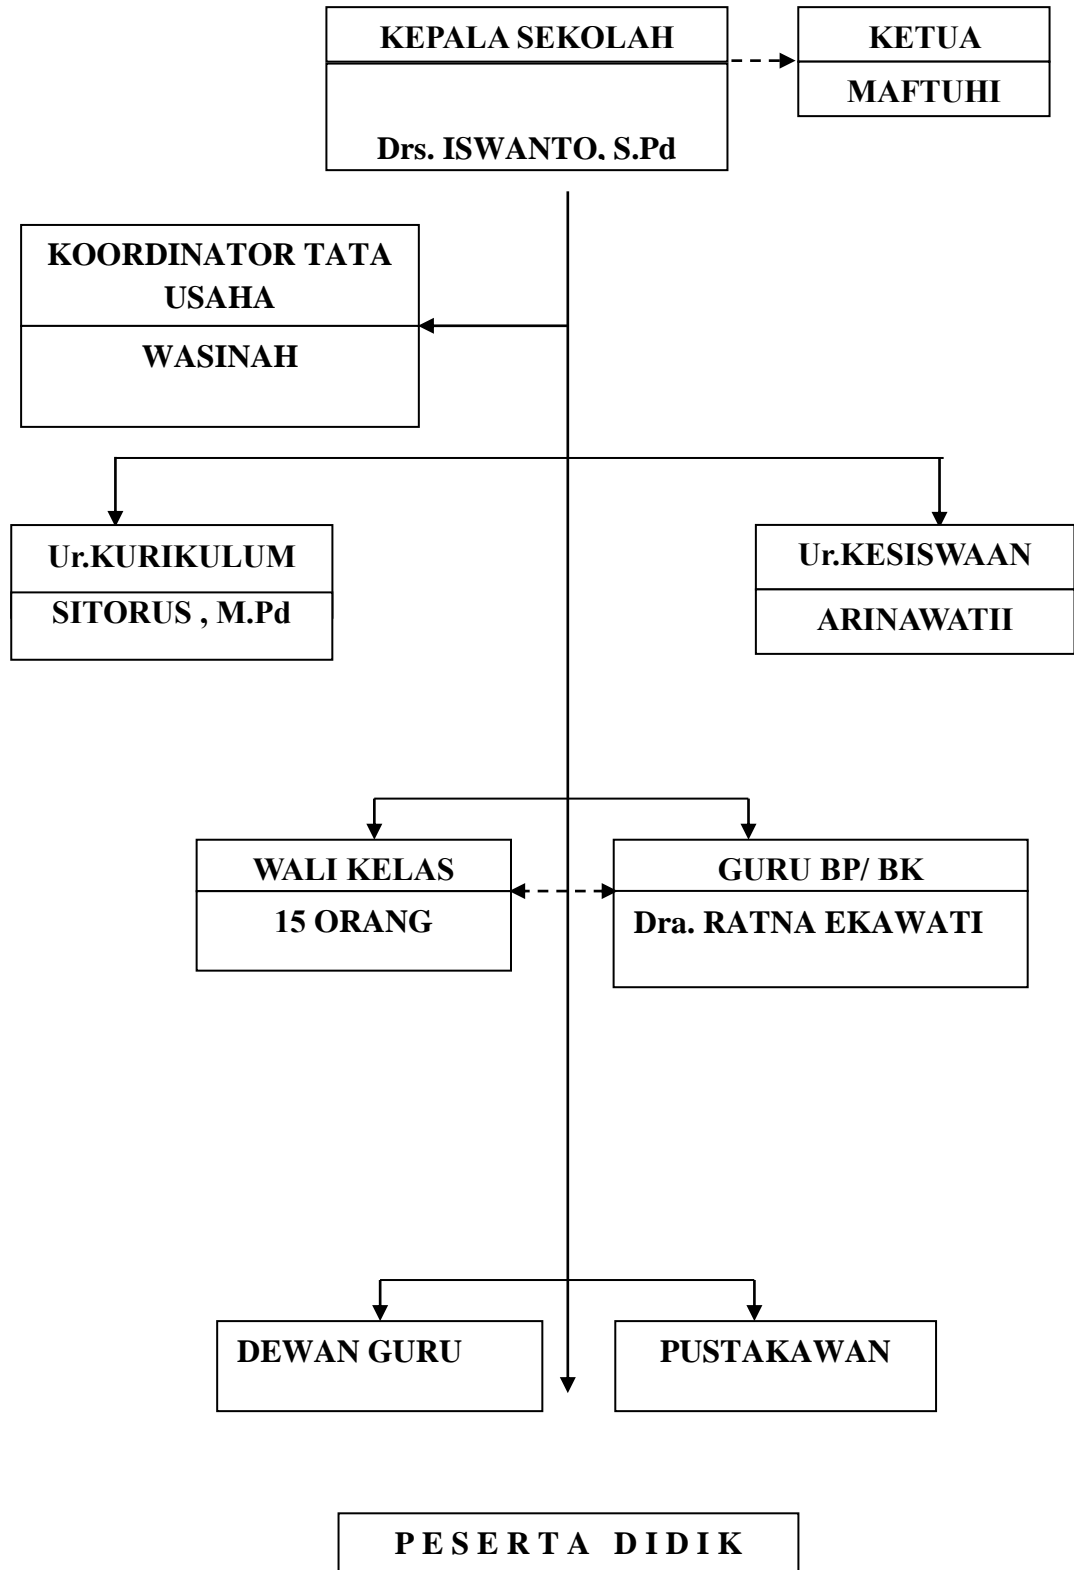 KEPALA SEKOLAH
Drs. ISWANTO, S.Pd
KETUA
MAFTUHI
KOORDINATOR TATA
USAHA
WASINAH
Ur.KURIKULUM
SITORUS , M.Pd
Ur.KESISWAAN
ARINAWATII
WALI KELAS
15 ORANG
GURU BP/ BK
Dra. RATNA EKAWATI
DEWAN GURU
PUSTAKAWAN
P E S E R T A   D I D I K